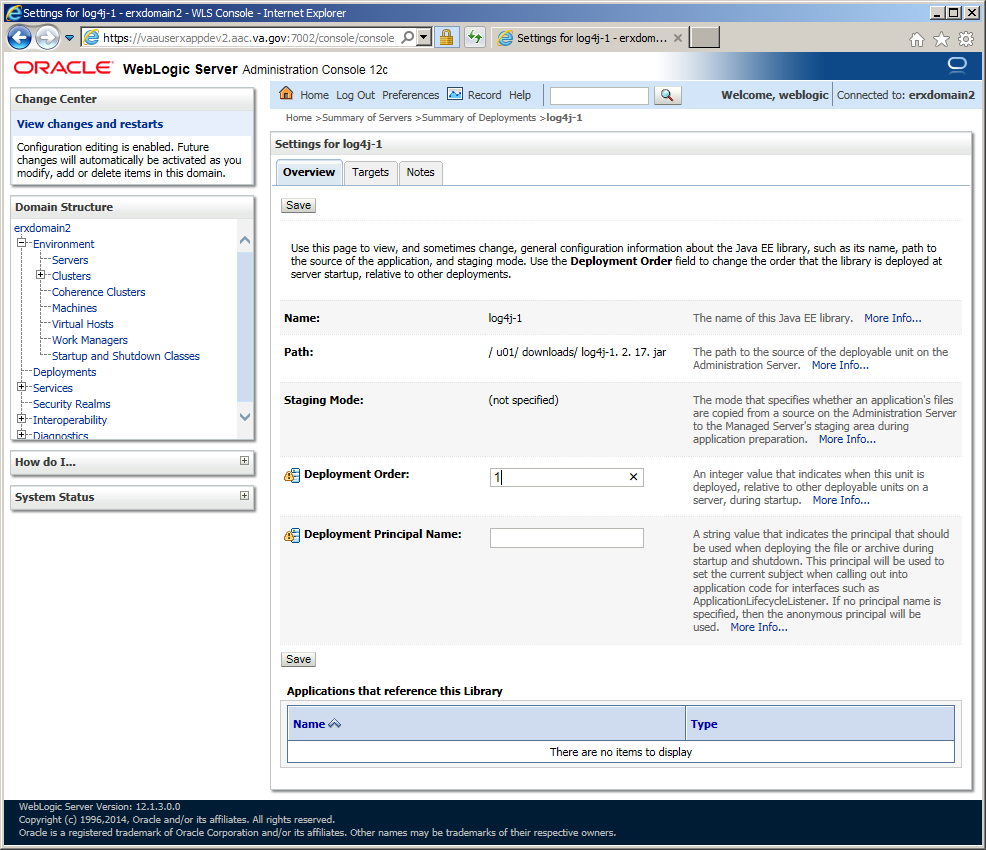 Settings for log4j-1 - erxdomain2 - WLS Console - Internet Explorer
https://vaauserxappdev2.aac.va.gov:7002/console/console
Settings for log4j-1 - erxdom...
ORACLE WebLogic Server Administration Console 12c
Change Center
View changes and restarts
Configuration editing is enabled. Future
changes will automatically be activated as you
modify, add or delete items in this domain.
Domain Structure
erxdomain2
Environment
Servers
Clusters
Coherence Clusters
Machines
Virtual Hosts
Work Managers
Startup and Shutdown Classes
Deployments
Services
Security Realms
Interoperability
Diagnostics
How do I...
System Status
Home Log Out Preferences Record Help
Welcome, weblogic Connected to: erxdomain2
Home >Summary of Servers >Summary of Deployments >log4j-1
Settings for log4j-1
Overview Targets Notes
Save
Use this page to view, and sometimes change, general configuration information about the Java EE library, such as its name, path to
the source of the application, and staging mode. Use the Deployment Order field to change the order that the library is deployed at
server startup, relative to other deployments.
Name: log4j-1 The name of this Java EE library. More Info...
Path: / u01/ downloads/ log4j-1. 2. 17. jar The path to the source of the deployable unit on the
Administration Server. More Info...
Staging Mode: (not specified) The mode that specifies whether an application's files
are copied from a source on the Administration Server
to the Managed Server's staging area during
application preparation. More Info...
Deployment Order: 1 An integer value that indicates when this unit is
deployed, relative to other deployable units on a
server, during startup. More Info...
Deployment Principal Name: A string value that indicates the principal that should
be used when deploying the file or archive during
startup and shutdown. This principal will be used to
set the current subject when calling out into
application code for interfaces such as
ApplicationLifecycleListener. If no principal name is
specified, then the anonymous principal will be
used. More Info...
Save
Applications that reference this Library
Name Type
There are no items to display
WebLogic Server Version: 12.1.3.0.0
Copyright (c) 1996,2014, Oracle and/or its affiliates. All rights reserved.
Oracle is a registered trademark of Oracle Corporation and/or its affiliates. Other names may be trademarks of their respective owners.